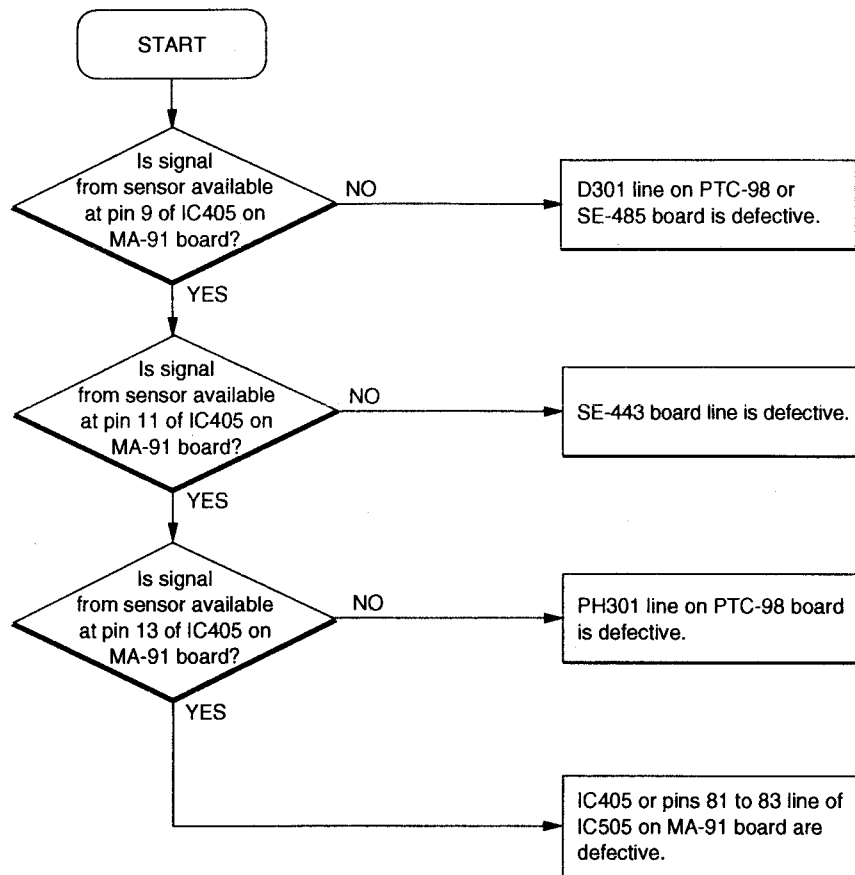 START
Is signal
from sensor available
at pin 9 of IC405 on
MA-91 board?
NO
D301 line on PTC-98 or
SE-485 board is defective.
YES
Is signal
from sensor available
at pin 11 of IC405 on
MA-91 board?
NO
SE-443 board line is defective.
YES
Is signal
from sensor available
at pin 13 of IC405 on
MA-91 board?
NO
PH301 line on PTC-98 board
is defective.
YES
IC405 or pins 81 to 83 line of
IC505 on MA-91 board are
defective.